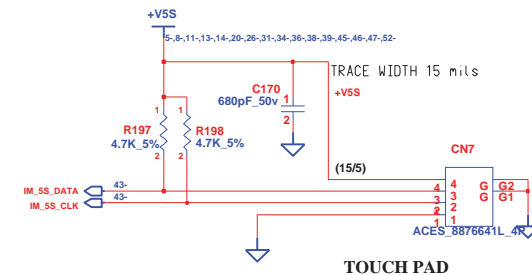 +V5S
5-,8-,11-,13-,14-,20-,26-,31-,34-,36-,38-,39-,45-,46-,47-,52-
TRACE WIDTH 15 mils
C170
680pF_50v
1
2
+V5S
1
1
R197
4.7K_5%
R198
4.7K_5%
2
2
CN7
(15/5)
IM_5S_DATA
43-
IM_5S_CLK
43-
4
3
2
1
4
3
2
1
G
G
G2
G1
ACES_8876641L_4P
TOUCH PAD